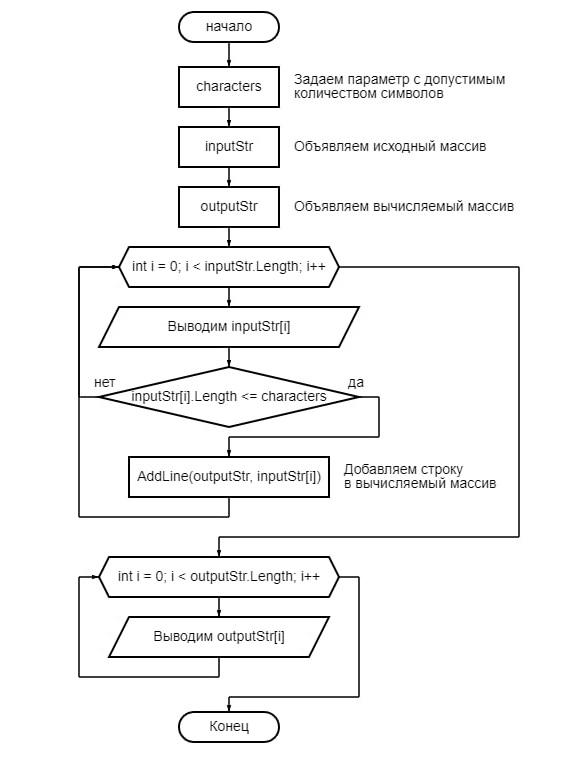 начало
characters
Задаем параметр с допустимым
количеством символов
inputStr
Объявляем исходный массив
outputStr
Объявляем вычисляемый массив
int i = 0; i < inputStr.Length; i++
Выводим inputStr[i]
нет
да
inputStr[i].Length <= characters
AddLine(outputStr, inputStr[i])
Добавляем строку
в вычисляемый массив
int i = 0; i < outputStr.Length; i++
Выводим outputStr[i]
Конец